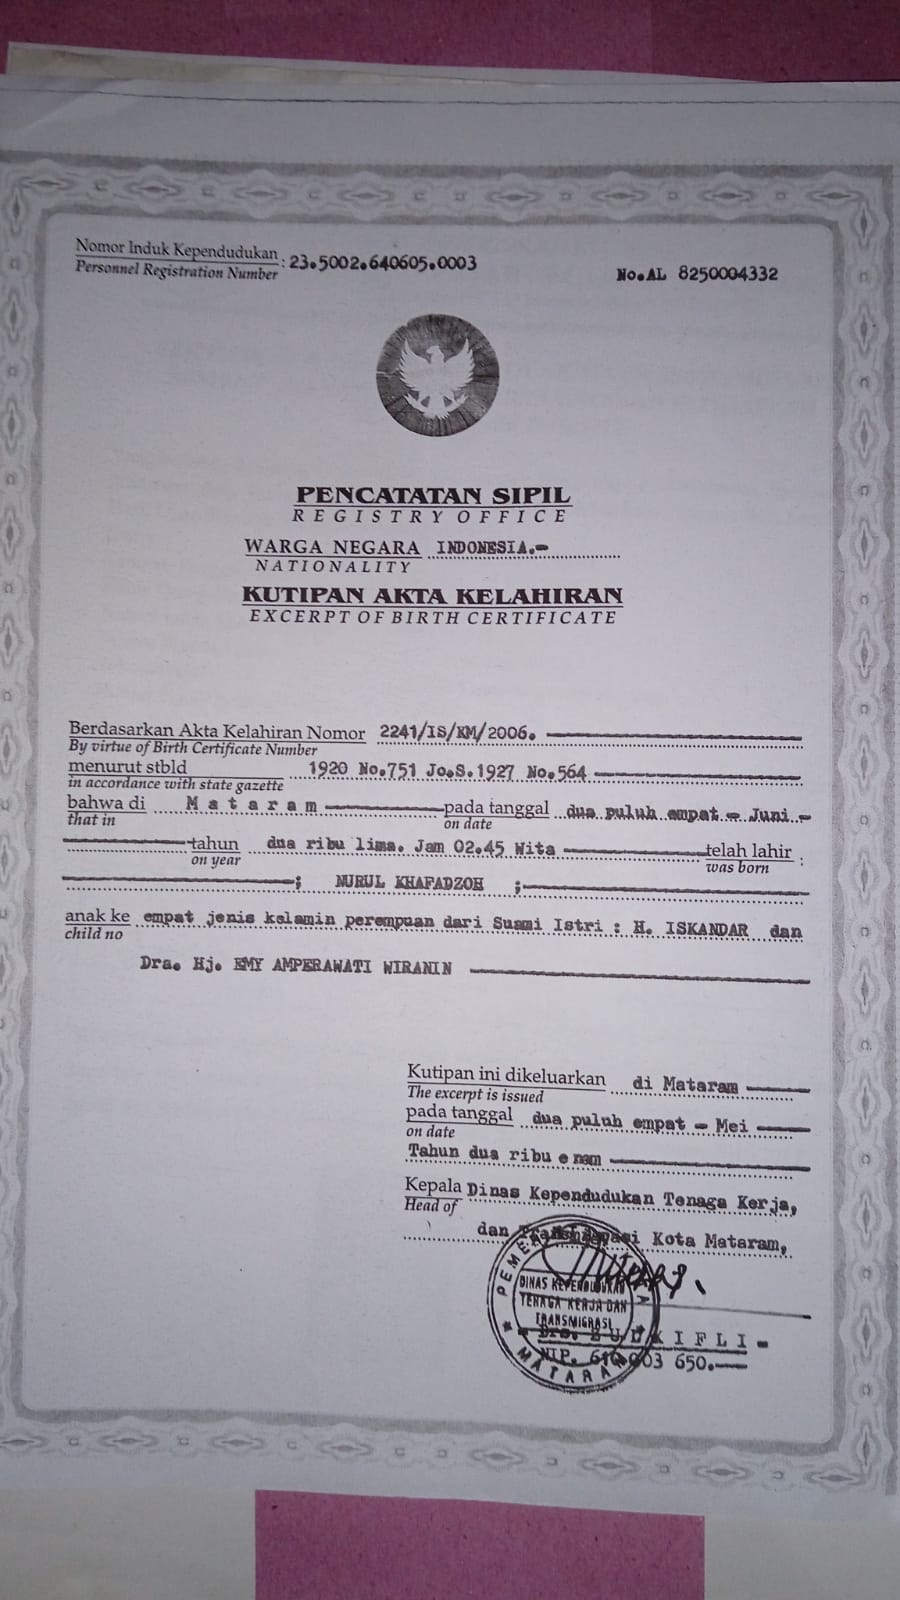 Nomor Induk Kependudukan : 23.5002.640605.0003
Personnel Registration Number
No.AL 8250004332
PENCATATAN SIPIL
REGISTRY OFFICE
WARGA NEGARA INDONESIA.-
NATIONALITY
KUTIPAN AKTA KELAHIRAN
EXCERPT OF BIRTH CERTIFICATE
Berdasarkan Akta Kelahiran Nomor 2241/IS/KM/2006.
By virtue of Birth Certificate Number
menurut stbld 1920 No.751 Jo.S.1927 No.564
in accordance with state gazette
bahwa di M a t a r a m pada tanggal dua puluh empat - Juni -
that in on date
tahun dua ribu lima. Jam 02.45 Wita telah lahir :
on year was born
; NURUL KHAFADZOH ;
anak ke empat jenis kelamin perempuan dari Suami Istri : H. ISKANDAR dan
child no
Dra. Hj. EMY AMPERAWATI WIRANIN
Kutipan ini dikeluarkan di Mataram
The excerpt is issued
pada tanggal dua puluh empat - Mei
on date
Tahun dua ribu enam
Kepala Dinas Kependudukan Tenaga Kerja,
Head of
dan Transmigrasi Kota Mataram,
DINAS KEPENDUDUKAN
TENAGA KERJA DAN
TRANSMIGRASI
MATARAM
NIP. 610 003 650.